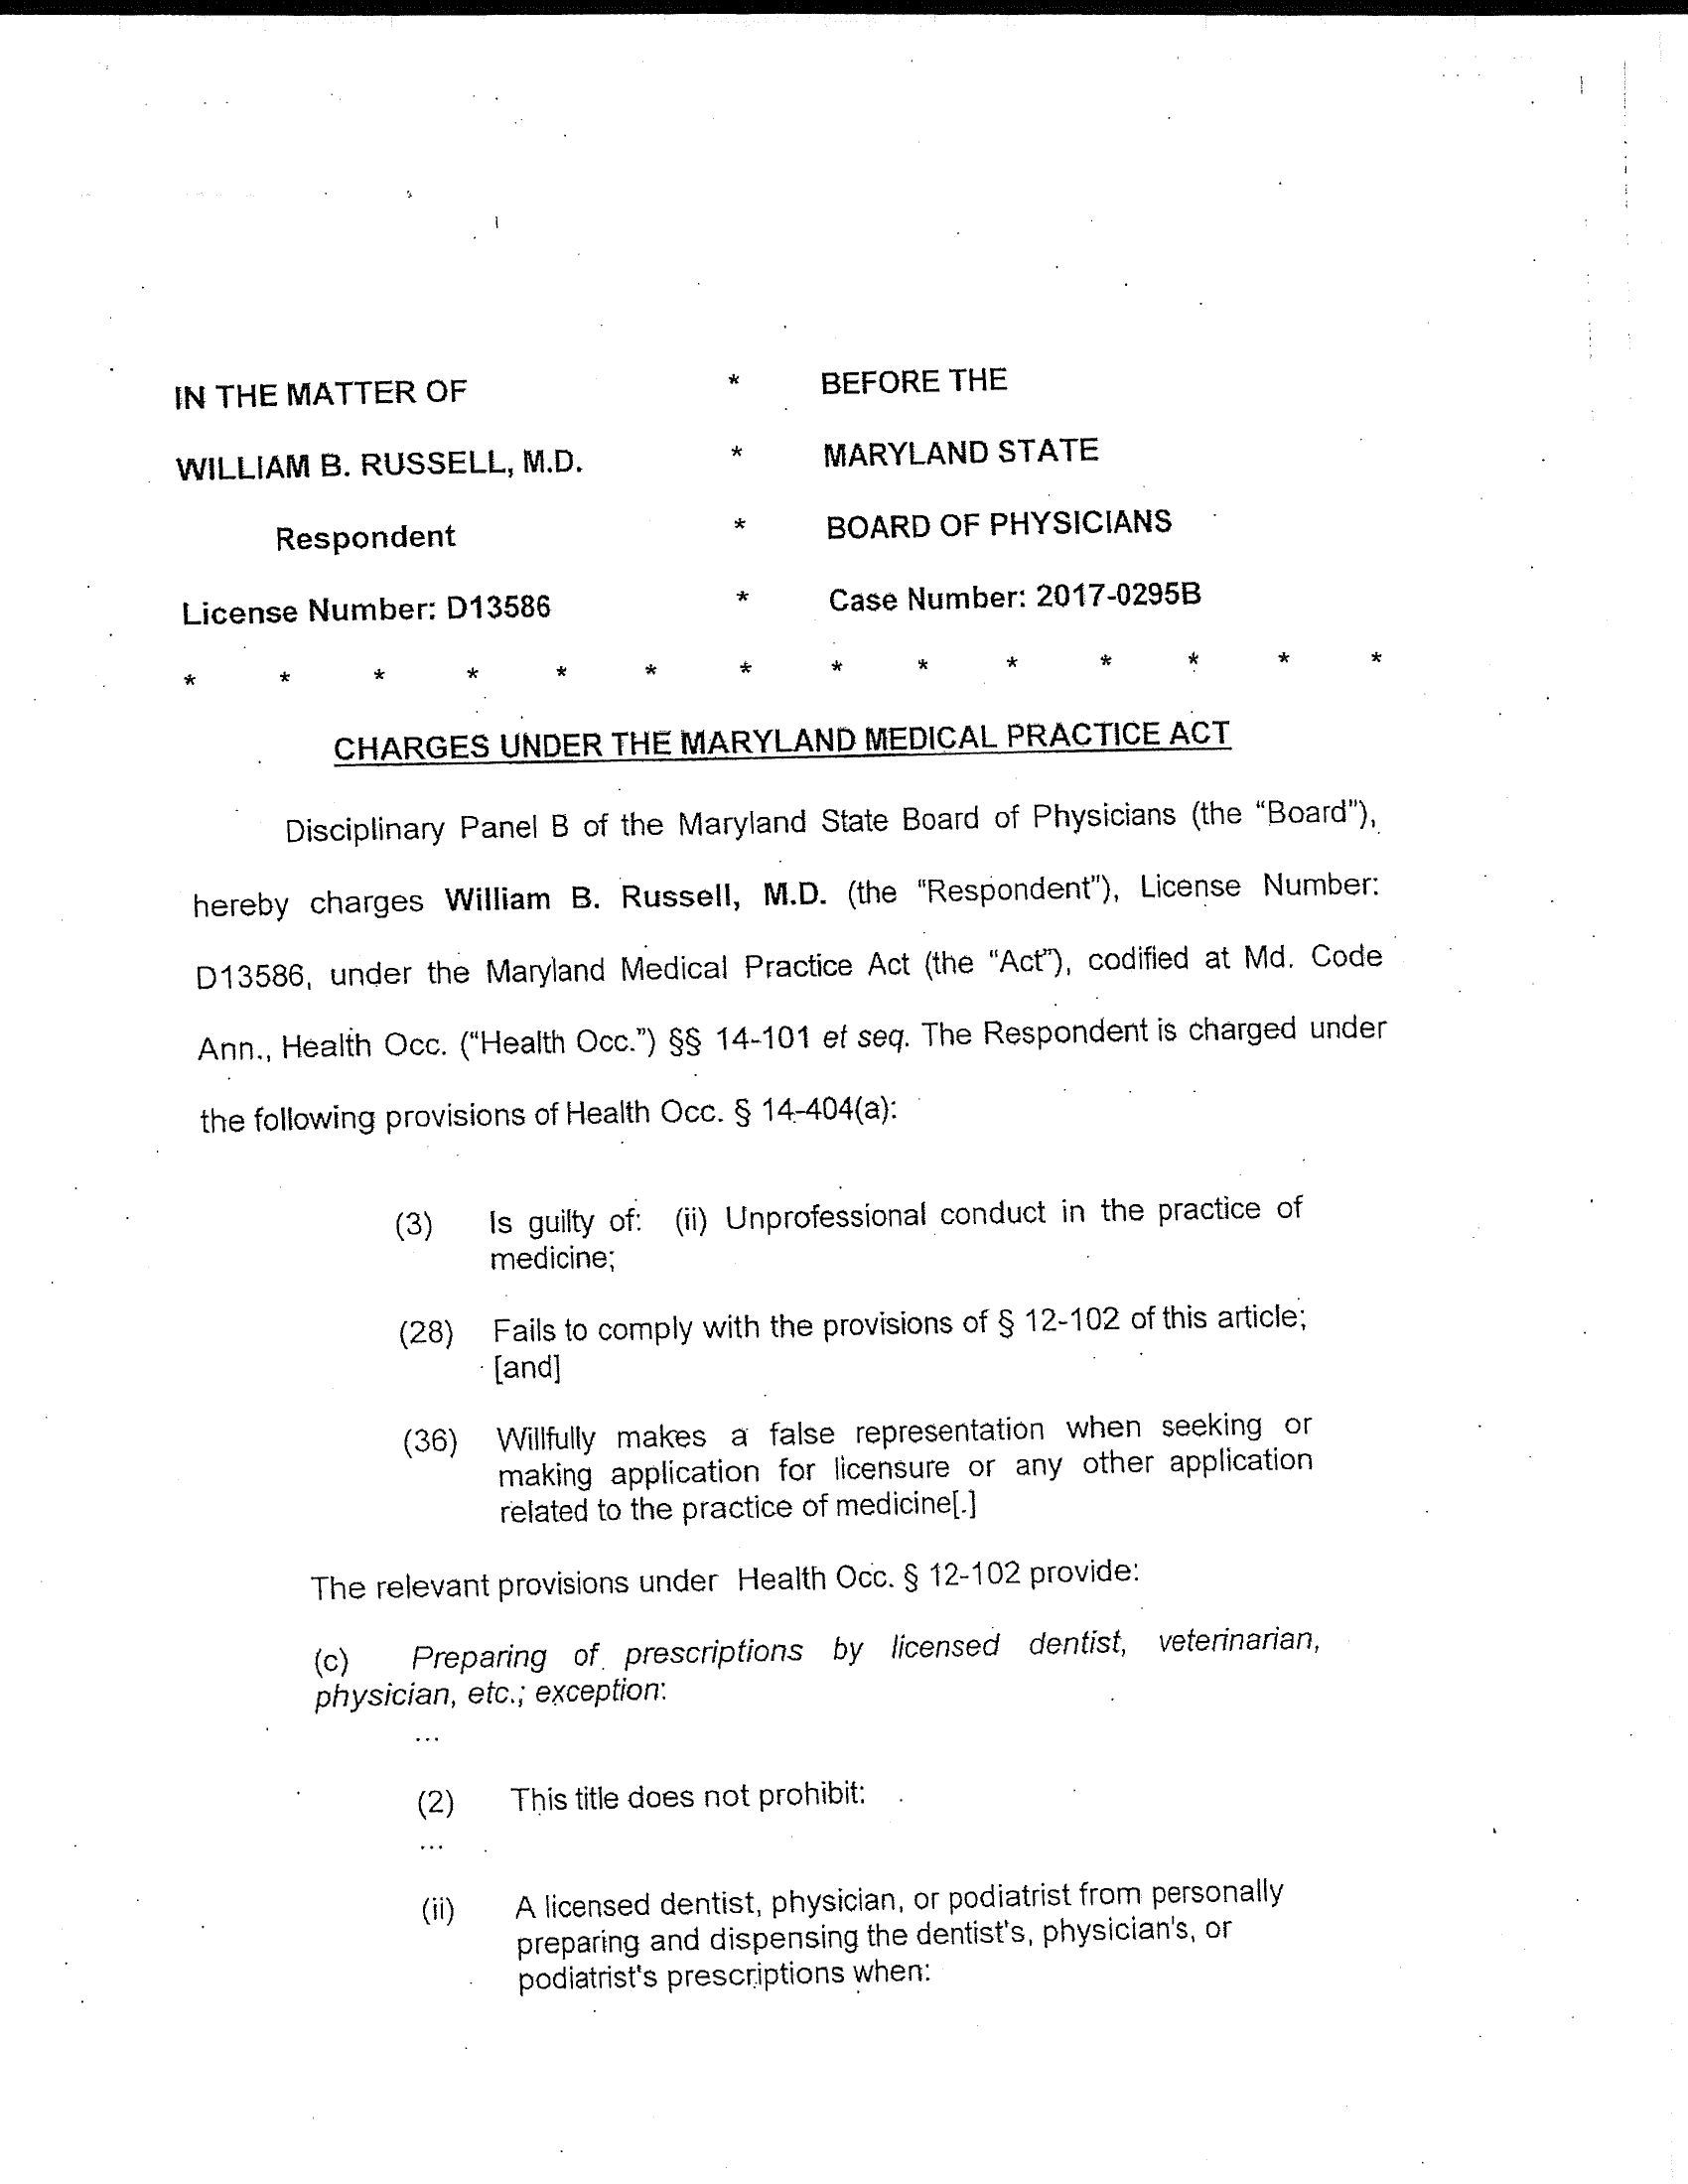 IN THE MATTER OF * BEFORE THE
WILLIAM B. RUSSELL, M.D. * MARYLAND STATE
Respondent * BOARD OF PHYSICIANS
License Number: D13586 * Case Number: 2017-0295B
* * * * * * * * * * * * * *
CHARGES UNDER THE MARYLAND MEDICAL PRACTICE ACT
Disciplinary Panel B of the Maryland State Board of Physicians (the “Board”),
hereby charges William B. Russell, M.D. (the "Respondent"), License Number:
D13586, under the Maryland Medical Practice Act (the “Act”), codified at Md. Code
Ann., Health Occ. (“Health Occ.”) §§ 14-101 et seq. The Respondent is charged under
the following provisions of Health Occ. § 14-404(a):
(3) Is guilty of: (ii) Unprofessional conduct in the practice of
medicine;
(28) Fails to comply with the provisions of § 12-102 of this article;
[and]
(36) Willfully makes a false representation when seeking or
making application for licensure or any other application
related to the practice of medicine[.]
The relevant provisions under Health Occ. § 12-102 provide:
(c) Preparing of prescriptions by licensed dentist, veterinarian,
physician, etc.; exception:
...
(2) This title does not prohibit:
...
(ii) A licensed dentist, physician, or podiatrist from personally
preparing and dispensing the dentist's, physician's, or
podiatrist's prescriptions when: